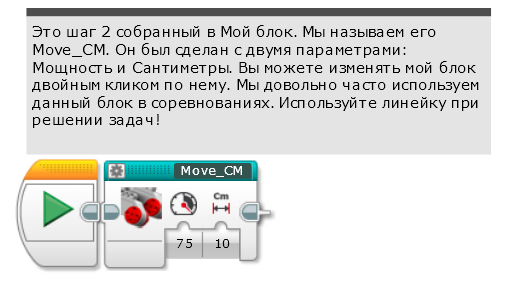 Это шаг 2 собранный в Мой блок. Мы называем его
Move_CM. Он был сделан с двумя параметрами:
Мощность и Сантиметры. Вы можете изменять мой блок
двойным кликом по нему. Мы довольно часто используем
данный блок в соревнованиях. Используйте линейку при
решении задач!
Move_CM
Cm
75 10